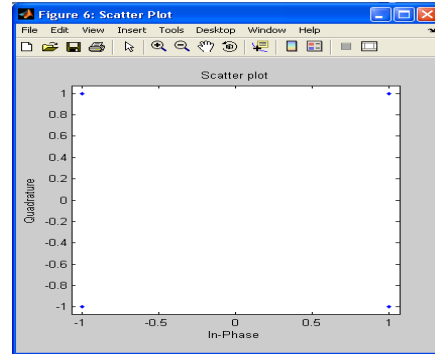 Figure 6: Scatter Plot
File Edit View Insert Tools Desktop Window Help
Scatter plot
1
0.8
0.6
0.4
0.2
0
-0.2
-0.4
-0.6
-0.8
-1
Quadrature
-1 -0.5 0 0.5 1
In-Phase